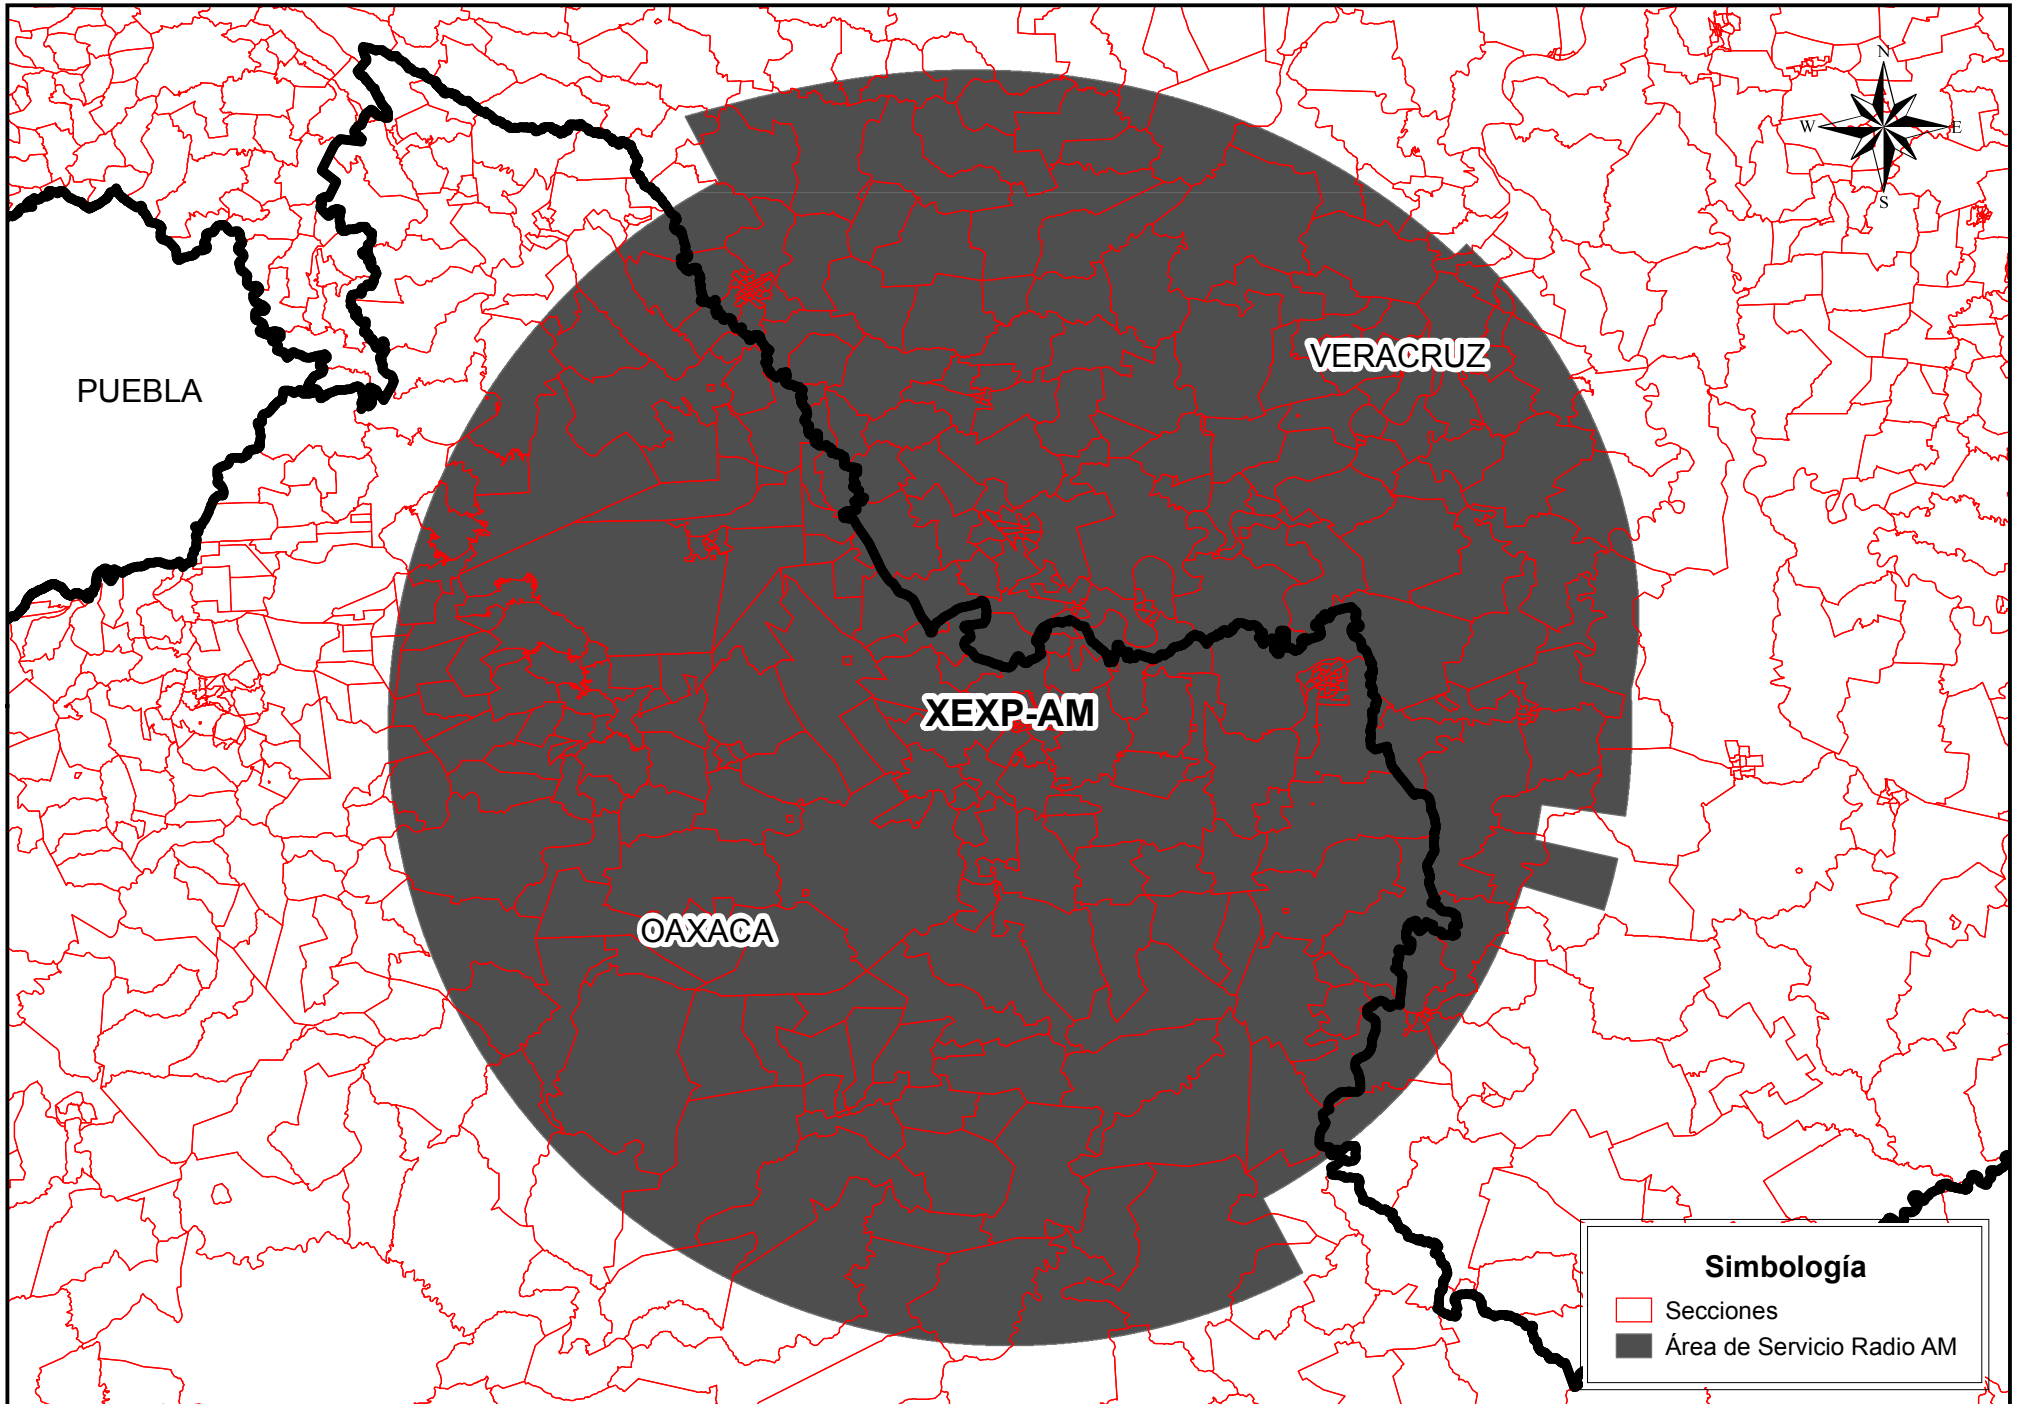 N
W E
S
VERACRUZ
PUEBLA
XEXP-AM
OAXACA
Simbología
Secciones
Área de Servicio Radio AM